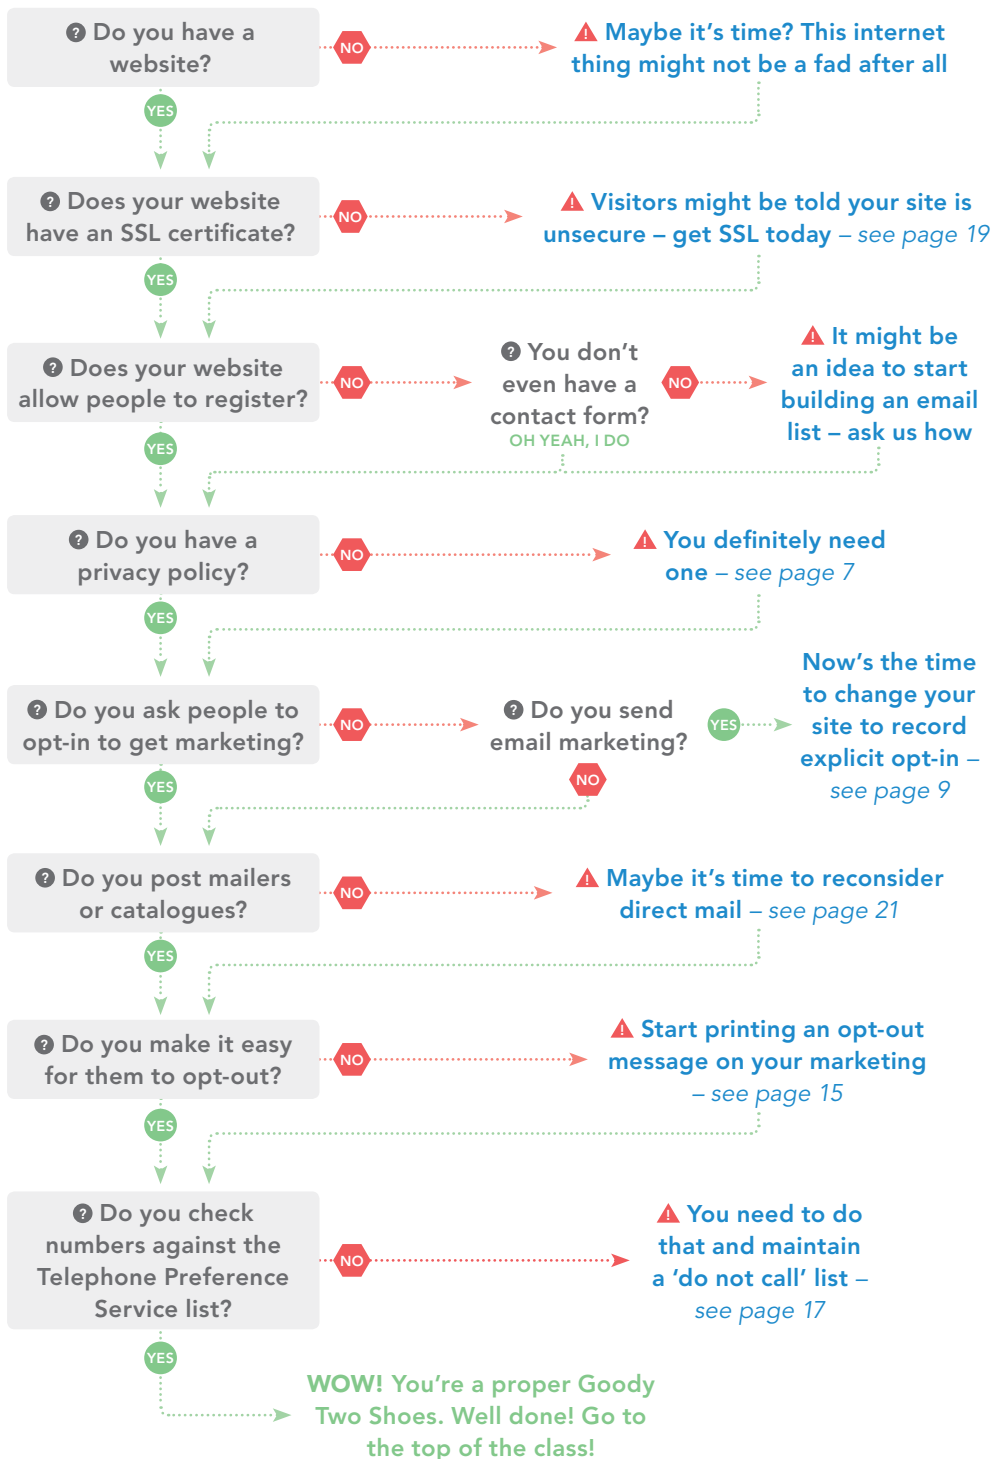 ? Do you have a
website?
NO
! Maybe it's time? This internet
thing might not be a fad after all
YES
? Does your website
have an SSL certificate?
NO
! Visitors might be told your site is
unsecure – get SSL today – see page 19
YES
? Does your website
allow people to register?
NO
? You don't
even have a
contact form?
OH YEAH, I DO
NO
! It might be
an idea to start
building an email
list – ask us how
YES
? Do you have a
privacy policy?
NO
! You definitely need
one – see page 7
YES
? Do you ask people to
opt-in to get marketing?
NO
? Do you send
email marketing?
YES
Now's the time
to change your
site to record
explicit opt-in –
see page 9
NO
YES
? Do you post mailers
or catalogues?
NO
! Maybe it's time to reconsider
direct mail – see page 21
YES
? Do you make it easy
for them to opt-out?
NO
! Start printing an opt-out
message on your marketing
– see page 15
YES
? Do you check
numbers against the
Telephone Preference
Service list?
NO
! You need to do
that and maintain
a 'do not call' list –
see page 17
YES
WOW! You're a proper Goody
Two Shoes. Well done! Go to
the top of the class!